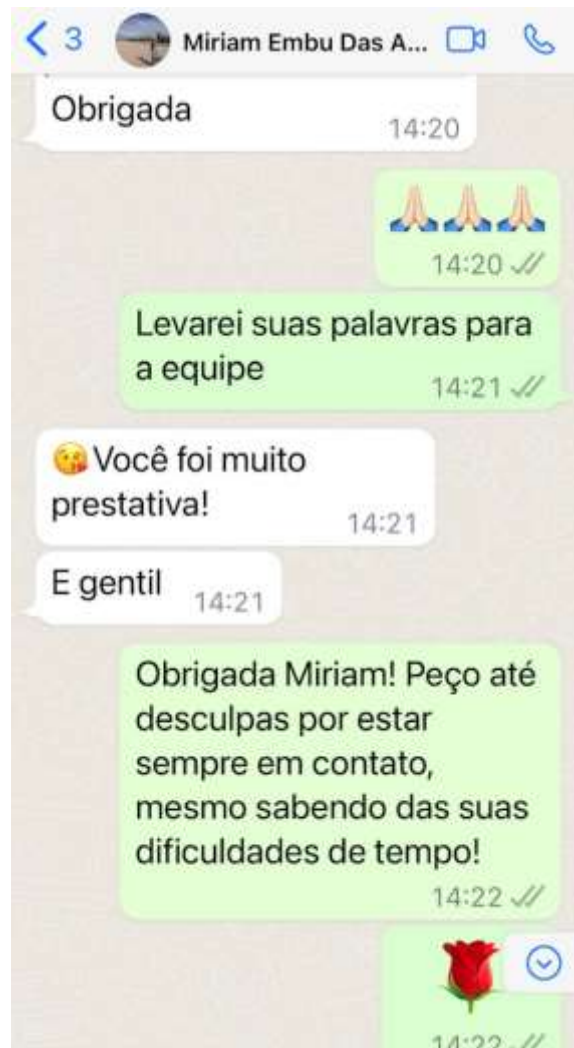 3 Miriam Embu Das A...
Obrigada
14:20
🙏🏻🙏🏻🙏🏻
14:20
Levarei suas palavras para
a equipe
14:21
😘Você foi muito
prestativa!
14:21
E gentil
14:21
Obrigada Miriam! Peço até
desculpas por estar
sempre em contato,
mesmo sabendo das suas
dificuldades de tempo!
14:22
🌹
14:22